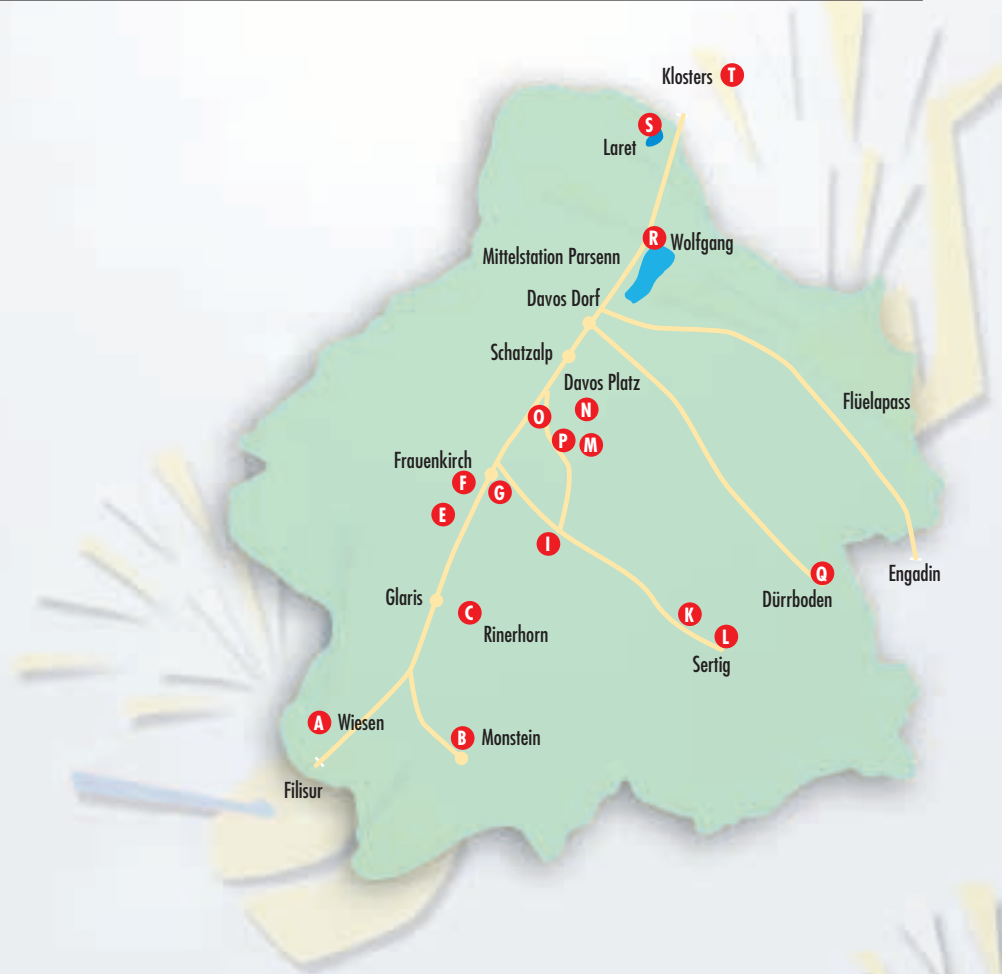 Klosters T
S
Laret
R Wolfgang
Mittelstation Parsenn
Davos Dorf
Schatzalp
Davos Platz
Flüelapass
N
O
P
M
Frauenkirch
F
G
E
I
Engadin
Q
Dürrboden
Glaris
C
Rinerhorn
K
L
Sertig
A Wiesen
B Monstein
Filisur